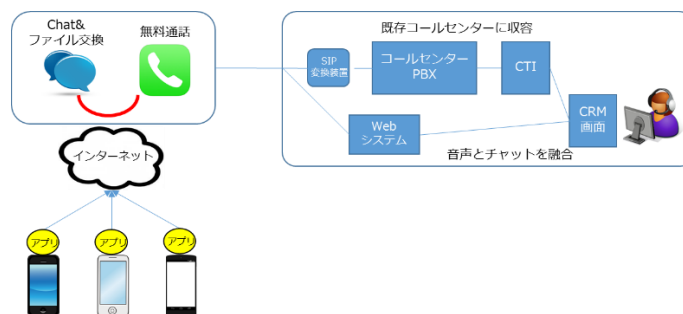 Chat&
ファイル交換
無料通話
既存コールセンターに収容
SIP
変換装置
コールセンター
PBX
CTI
Web
システム
CRM
画面
音声とチャットを融合
インターネット
アプリ
アプリ
アプリ